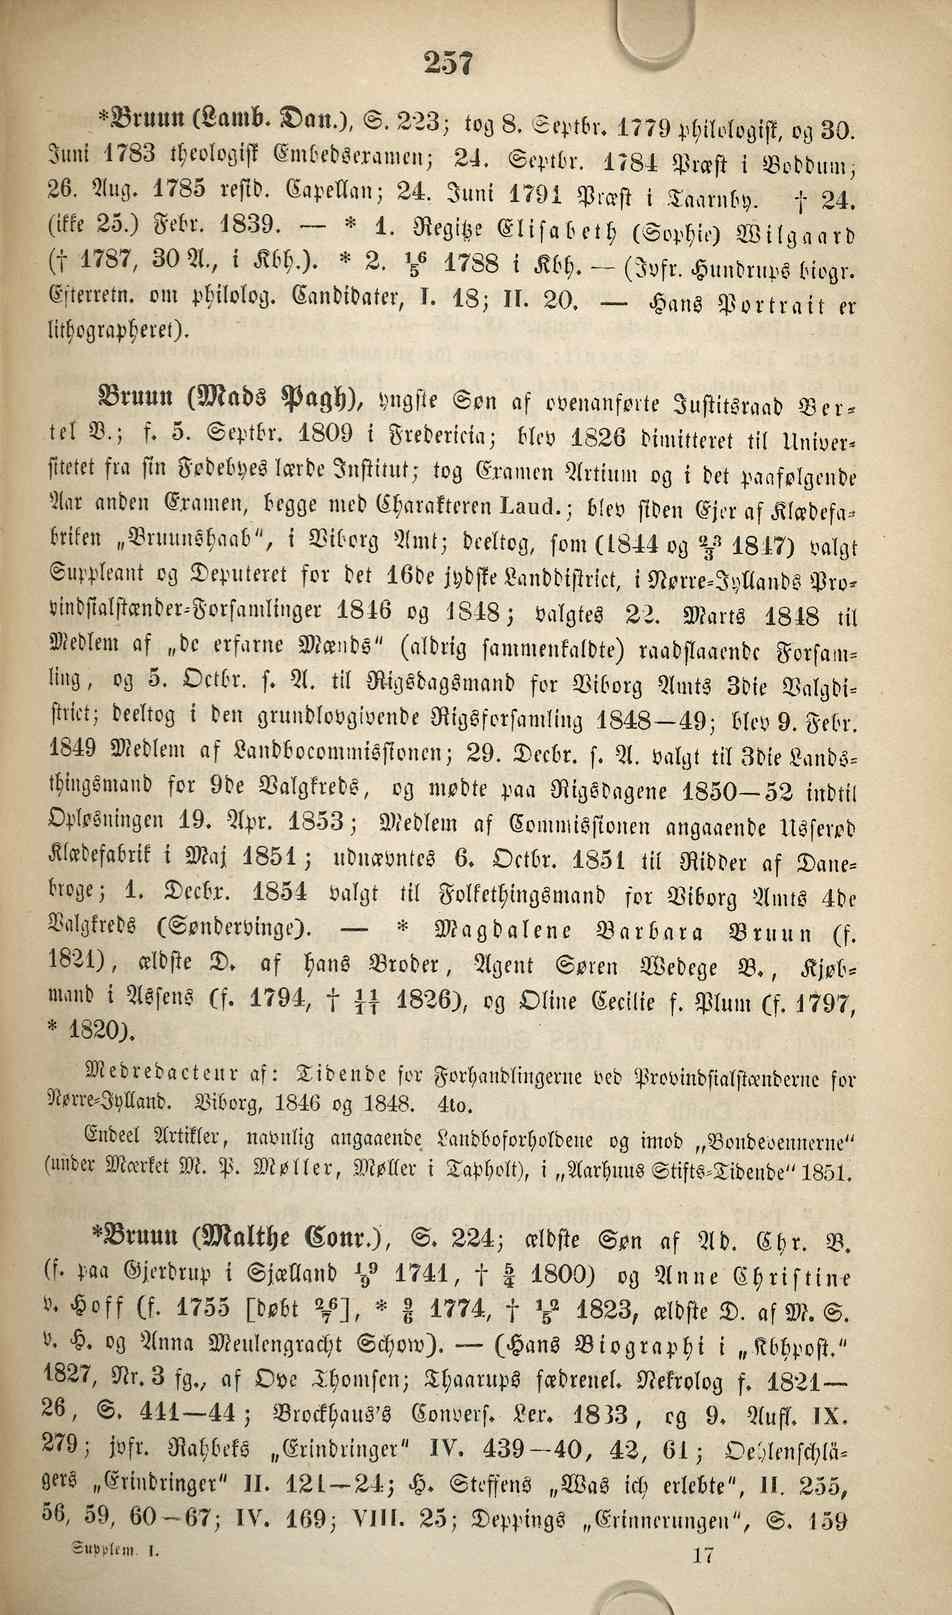 257
*Bruun (Lamb. Dan.), S. 223; tog 8. Septbr. 1779 philologisk, og 30.
Juni 1783 theologisk Embedsexamen; 24. Septbr. 1784 Præst i Boddum;
26. Aug. 1785 resid. Capellan; 24. Juni 1791 Præst i Taarnby. † 24.
(ikke 25.) Febr. 1839. — * 1. Regitze Elisabeth (Sophie) Wilgaard
(† 1787, 30 A., i Kbh.). * 2. 16/5 1788 i Kbh. — (Jvfr. Hundrups biogr.
Efterretn. om philolog. Candidater, I. 18; II. 20. — Hans Portrait er
lithographeret).
Bruun (Mads Pagh), yngste Søn af ovenanførte Justitsraad Ber-
tel B.; f. 5. Septbr. 1809 i Fredericia; blev 1826 dimitteret til Univer-
sitetet fra sin Fødebyes lærde Institut; tog Examen Artium og i det paafølgende
Aar anden Examen, begge med Charakteren Laud.; blev siden Ejer af Klædefa-
briken „Bruunshaab“, i Viborg Amt; deeltog, som (1844 og 23/3 1847) valgt
Suppleant og Deputeret for det 16de jydske Landdistrict, i Nørre-Jyllands Pro-
vindsialstænder-Forsamlinger 1846 og 1848; valgtes 22. Marts 1848 til
Medlem af „de erfarne Mænds“ (aldrig sammenkaldte) raadslaaende Forsam-
ling, og 5. Octbr. s. A. til Rigsdagsmand for Viborg Amts 3die Valgdi-
strict; deeltog i den grundlovgivende Rigsforsamling 1848—49; blev 9. Febr.
1849 Medlem af Landbocommissionen; 29. Decbr. s. A. valgt til 3die Lands-
thingsmand for 9de Valgkreds, og mødte paa Rigsdagene 1850—52 indtil
Opløsningen 19. Apr. 1853; Medlem af Commissionen angaaende Usserød
Klædefabrik i Maj 1851; udnævntes 6. Octbr. 1851 til Ridder af Dane-
broge; 1. Decbr. 1854 valgt til Folkethingsmand for Viborg Amts 4de
Valgkreds (Søndervinge). — * Magdalene Barbara Bruun (f.
1821), ældste D. af hans Broder, Agent Søren Wedege B., Kjøb-
mand i Assens (f. 1794, † 11/11 1826), og Oline Cecilie f. Plum (f. 1797,
* 1820).
Medredacteur af: Tidende for Forhandlingerne ved Provindsialstænderne for
Nørre-Jylland. Viborg, 1846 og 1848. 4to.
Endeel Artikler, navnlig angaaende Landboforholdene og imod „Bondevennerne“
(under Mærket M. P. Møller, Møller i Tapholt), i „Aarhuus Stifts-Tidende“ 1851.
*Bruun (Malthe Conr.), S. 224; ældste Søn af Ad. Chr. B.
(f. paa Gjerdrup i Sjælland 19/9 1741, † 5/4 1800) og Anne Christine
v. Hoff (f. 1755 [døbt 26/7], * 9/6 1774, † 12/5 1823, ældste D. af M. S.
v. H. og Anna Meulengracht Schow). — (Hans Biographi i „Kbhpost.“
1827, Nr. 3 fg., af Ove Thomsen; Thaarups fædrenel. Nekrolog f. 1821—
26, S. 441—44; Brockhaus's Convers. Lex. 1833, og 9. Aufl. IX.
279; jvfr. Rahbeks „Erindringer“ IV. 439—40, 42, 61; Oehlenschlä-
gers „Erindringer“ II. 121—24; H. Steffens „Was ich erlebte“, II. 255,
56, 59, 60—67; IV. 169; VIII. 25; Deppings „Erinnerungen“, S. 159
Supplem. I. 17